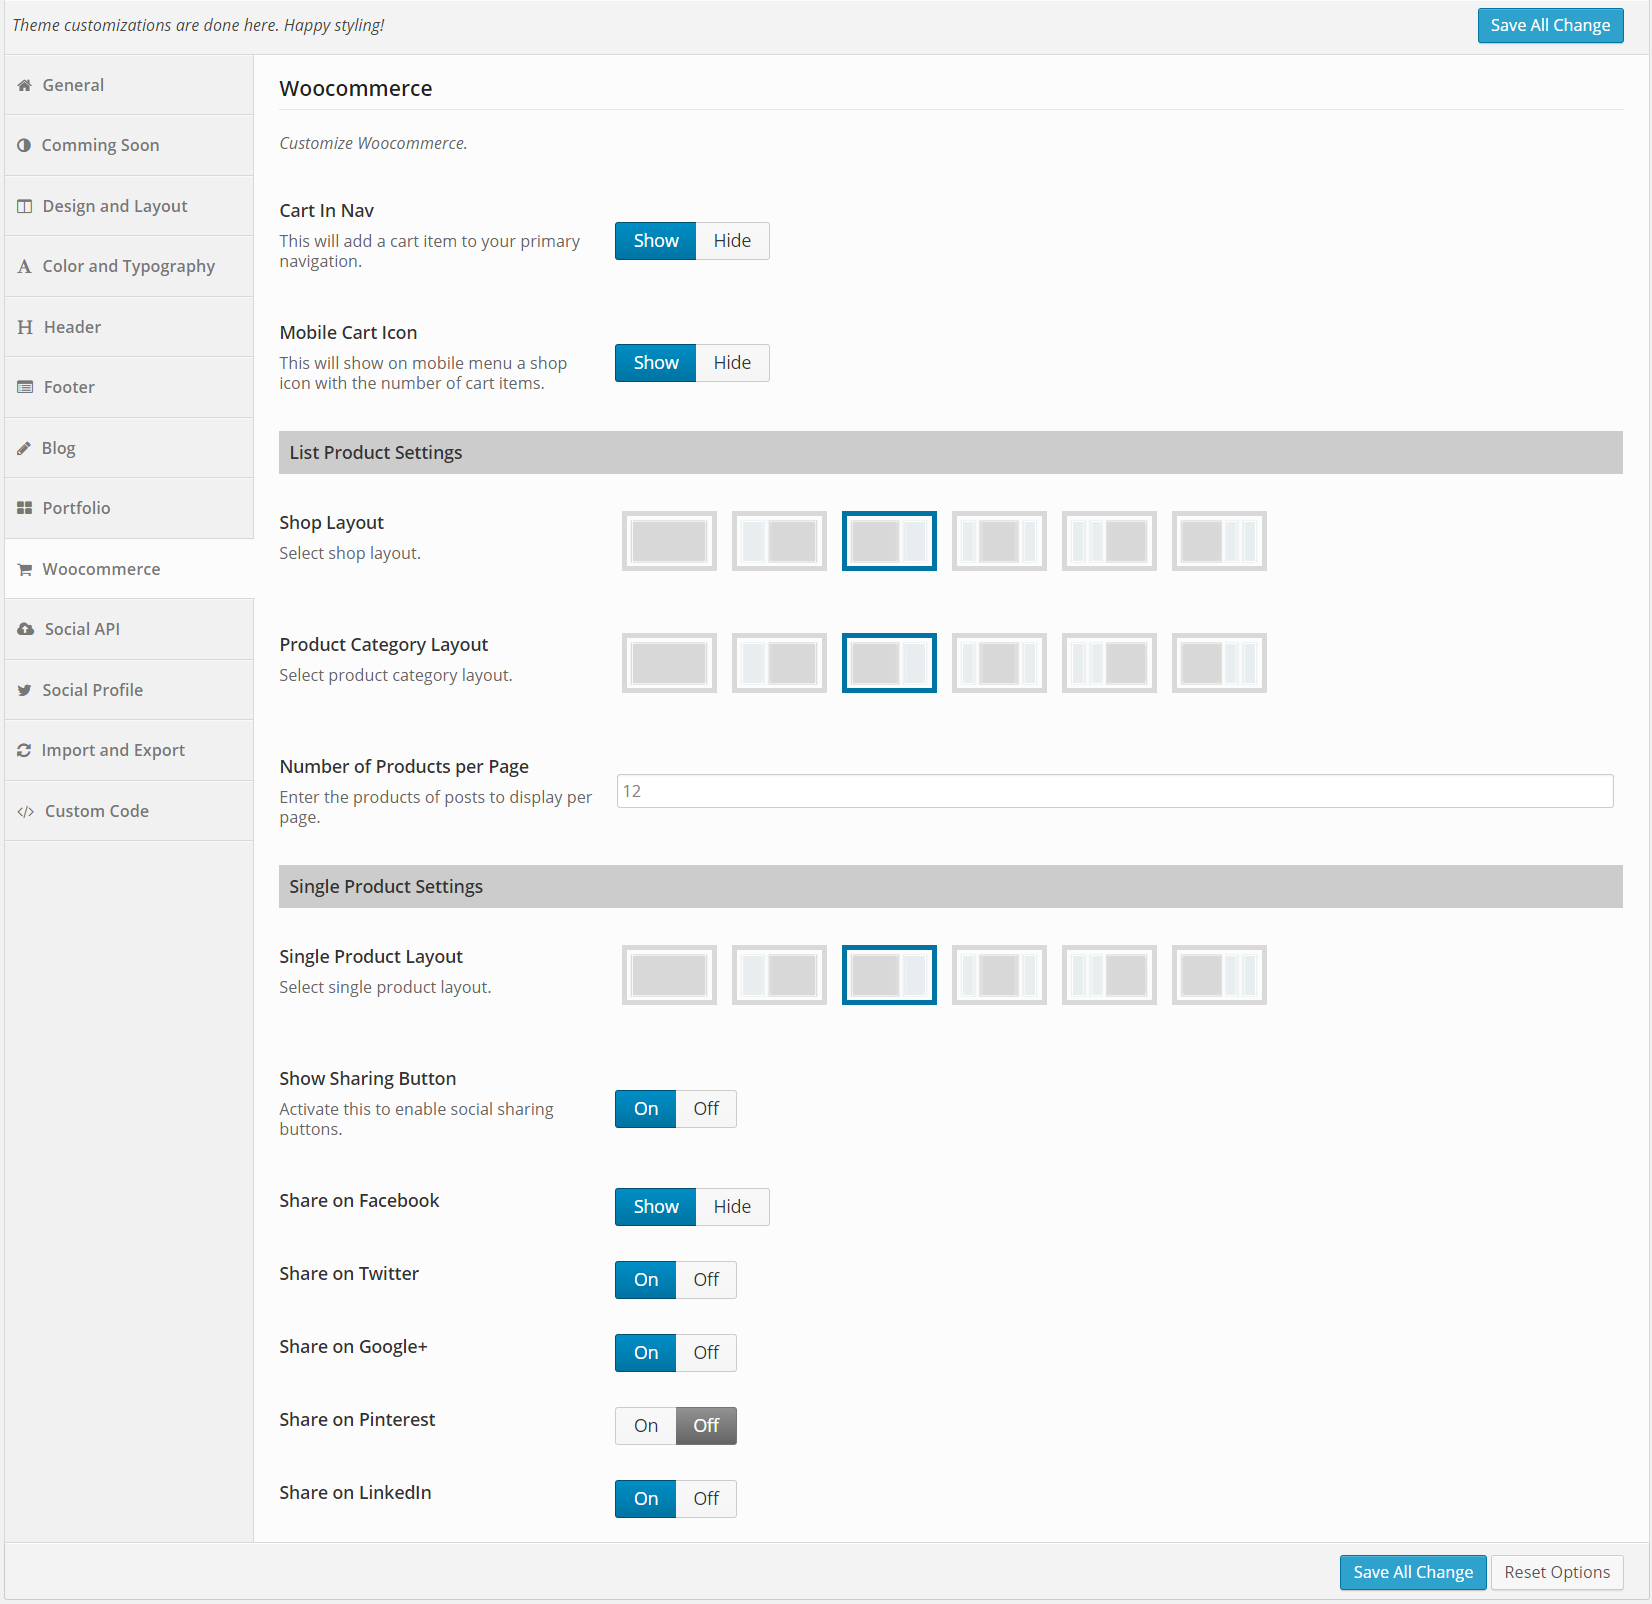 Theme customizations are done here. Happy styling!
Save All Change
General
Comming Soon
Design and Layout
Color and Typography
Header
Footer
Blog
Portfolio
Woocommerce
Social API
Social Profile
Import and Export
Custom Code
Woocommerce
Customize Woocommerce.
Cart In Nav
This will add a cart item to your primary
navigation.
Show Hide
Mobile Cart Icon
This will show on mobile menu a shop
icon with the number of cart items.
Show Hide
List Product Settings
Shop Layout
Select shop layout.
Product Category Layout
Select product category layout.
Number of Products per Page
Enter the products of posts to display per
page.
12
Single Product Settings
Single Product Layout
Select single product layout.
Show Sharing Button
Activate this to enable social sharing
buttons.
On Off
Share on Facebook
Show Hide
Share on Twitter
On Off
Share on Google+
On Off
Share on Pinterest
On Off
Share on LinkedIn
On Off
Save All Change
Reset Options